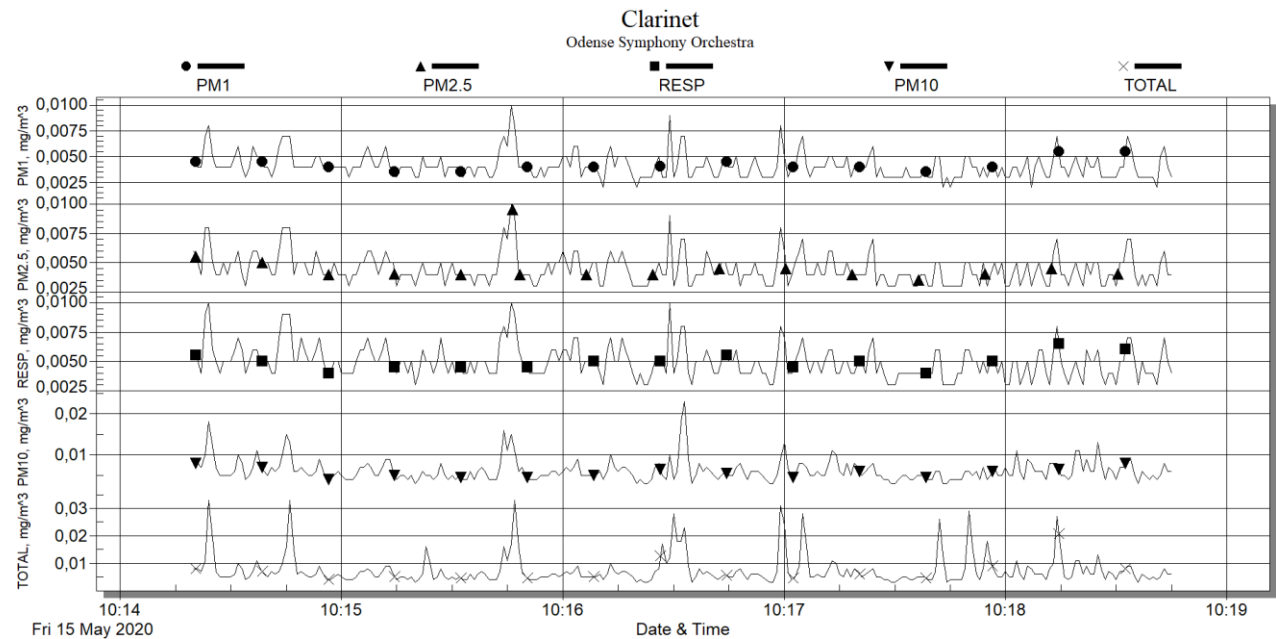 Clarinet
Odense Symphony Orchestra
PM1 PM2.5 RESP PM10 TOTAL
PM1, mg/m^3
0,0100
0,0075
0,0050
0,0025
PM2.5, mg/m^3
0,0100
0,0075
0,0050
0,0025
RESP, mg/m^3
0,0100
0,0075
0,0050
0,0025
PM10, mg/m^3
0,02
0,01
TOTAL, mg/m^3
0,03
0,02
0,01
10:14 10:15 10:16 10:17 10:18 10:19
Fri 15 May 2020 Date & Time